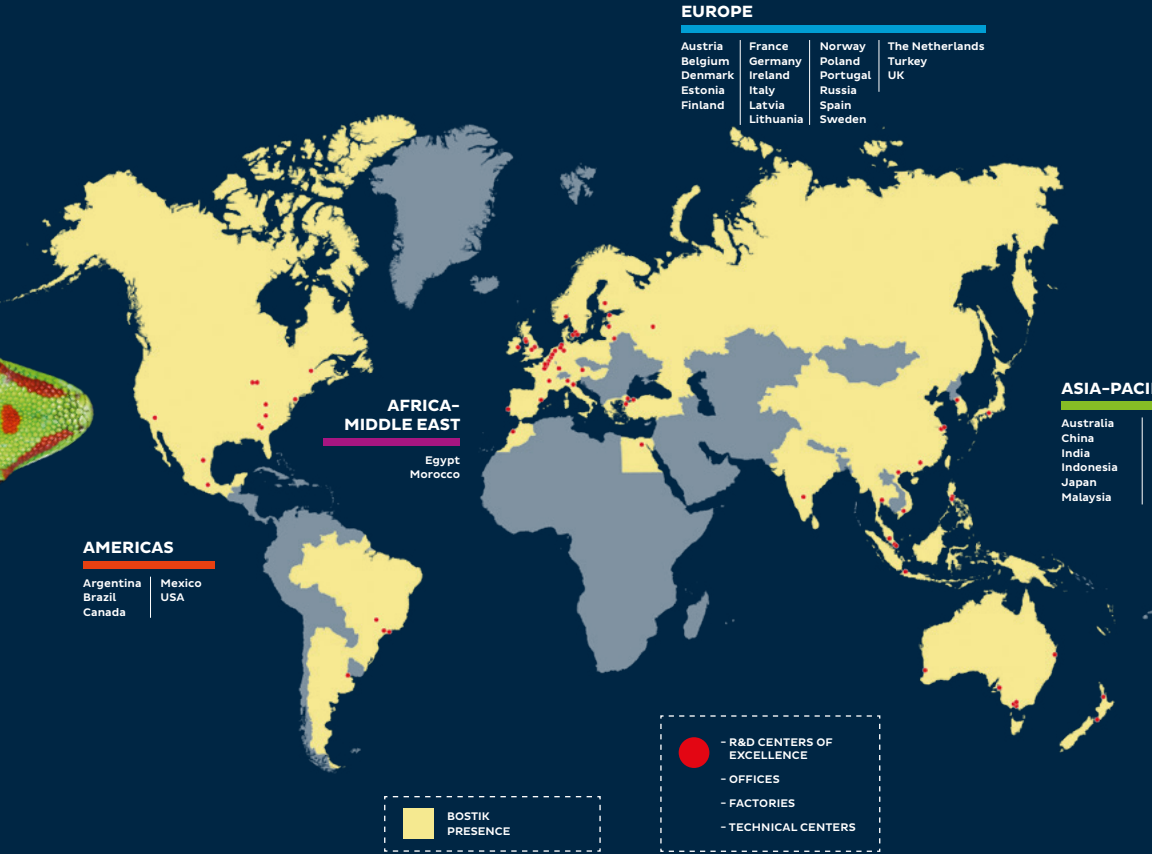 EUROPE
Austria
Belgium
Denmark
Estonia
Finland
France
Germany
Ireland
Italy
Latvia
Lithuania
Norway
Poland
Portugal
Russia
Spain
Sweden
The Netherlands
Turkey
UK
AFRICA-
MIDDLE EAST
Egypt
Morocco
ASIA-PACI
Australia
China
India
Indonesia
Japan
Malaysia
AMERICAS
Argentina
Brazil
Canada
Mexico
USA
- R&D CENTERS OF
EXCELLENCE
- OFFICES
- FACTORIES
- TECHNICAL CENTERS
BOSTIK
PRESENCE